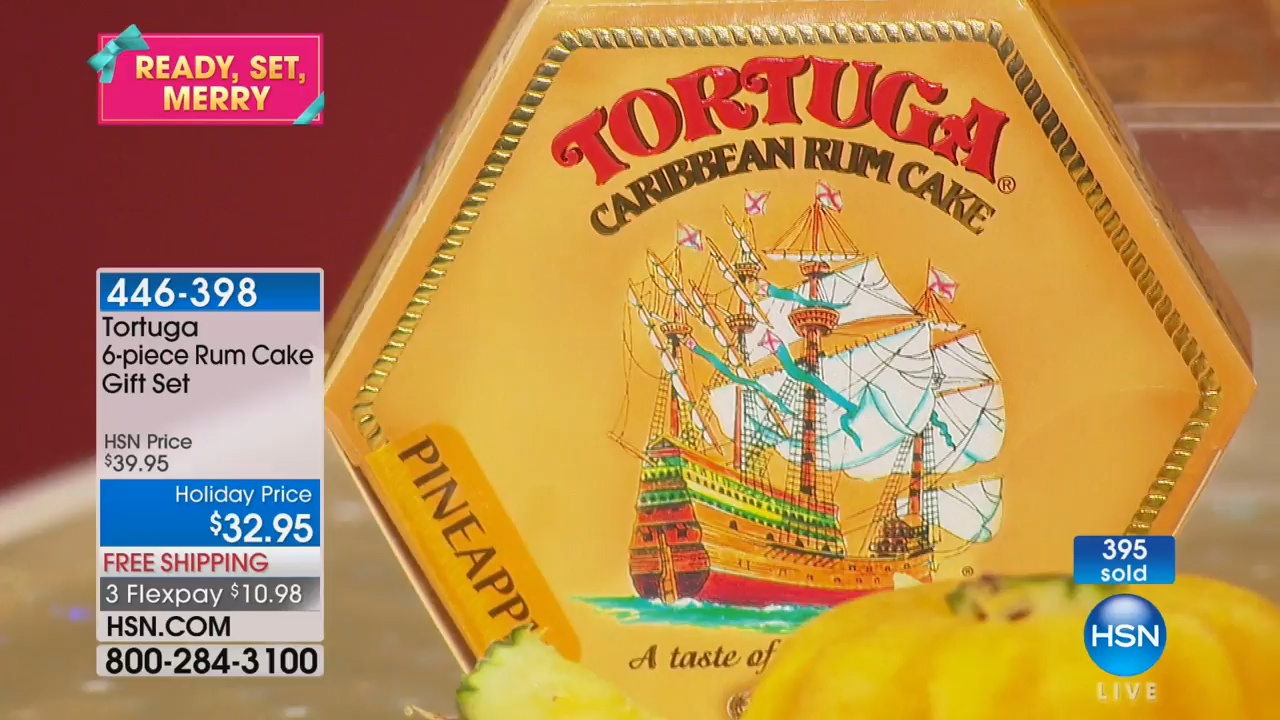 READY, SET,
MERRY
446-398
Tortuga
6-piece Rum Cake
Gift Set
HSN Price
$39.95
Holiday Price
$32.95
FREE SHIPPING
3 Flexpay $10.98
HSN.COM
800-284-3100
TORTUGA®
CARIBBEAN RUM CAKE
PINEAPP
®
A taste of
395
sold
HSN
LIVE